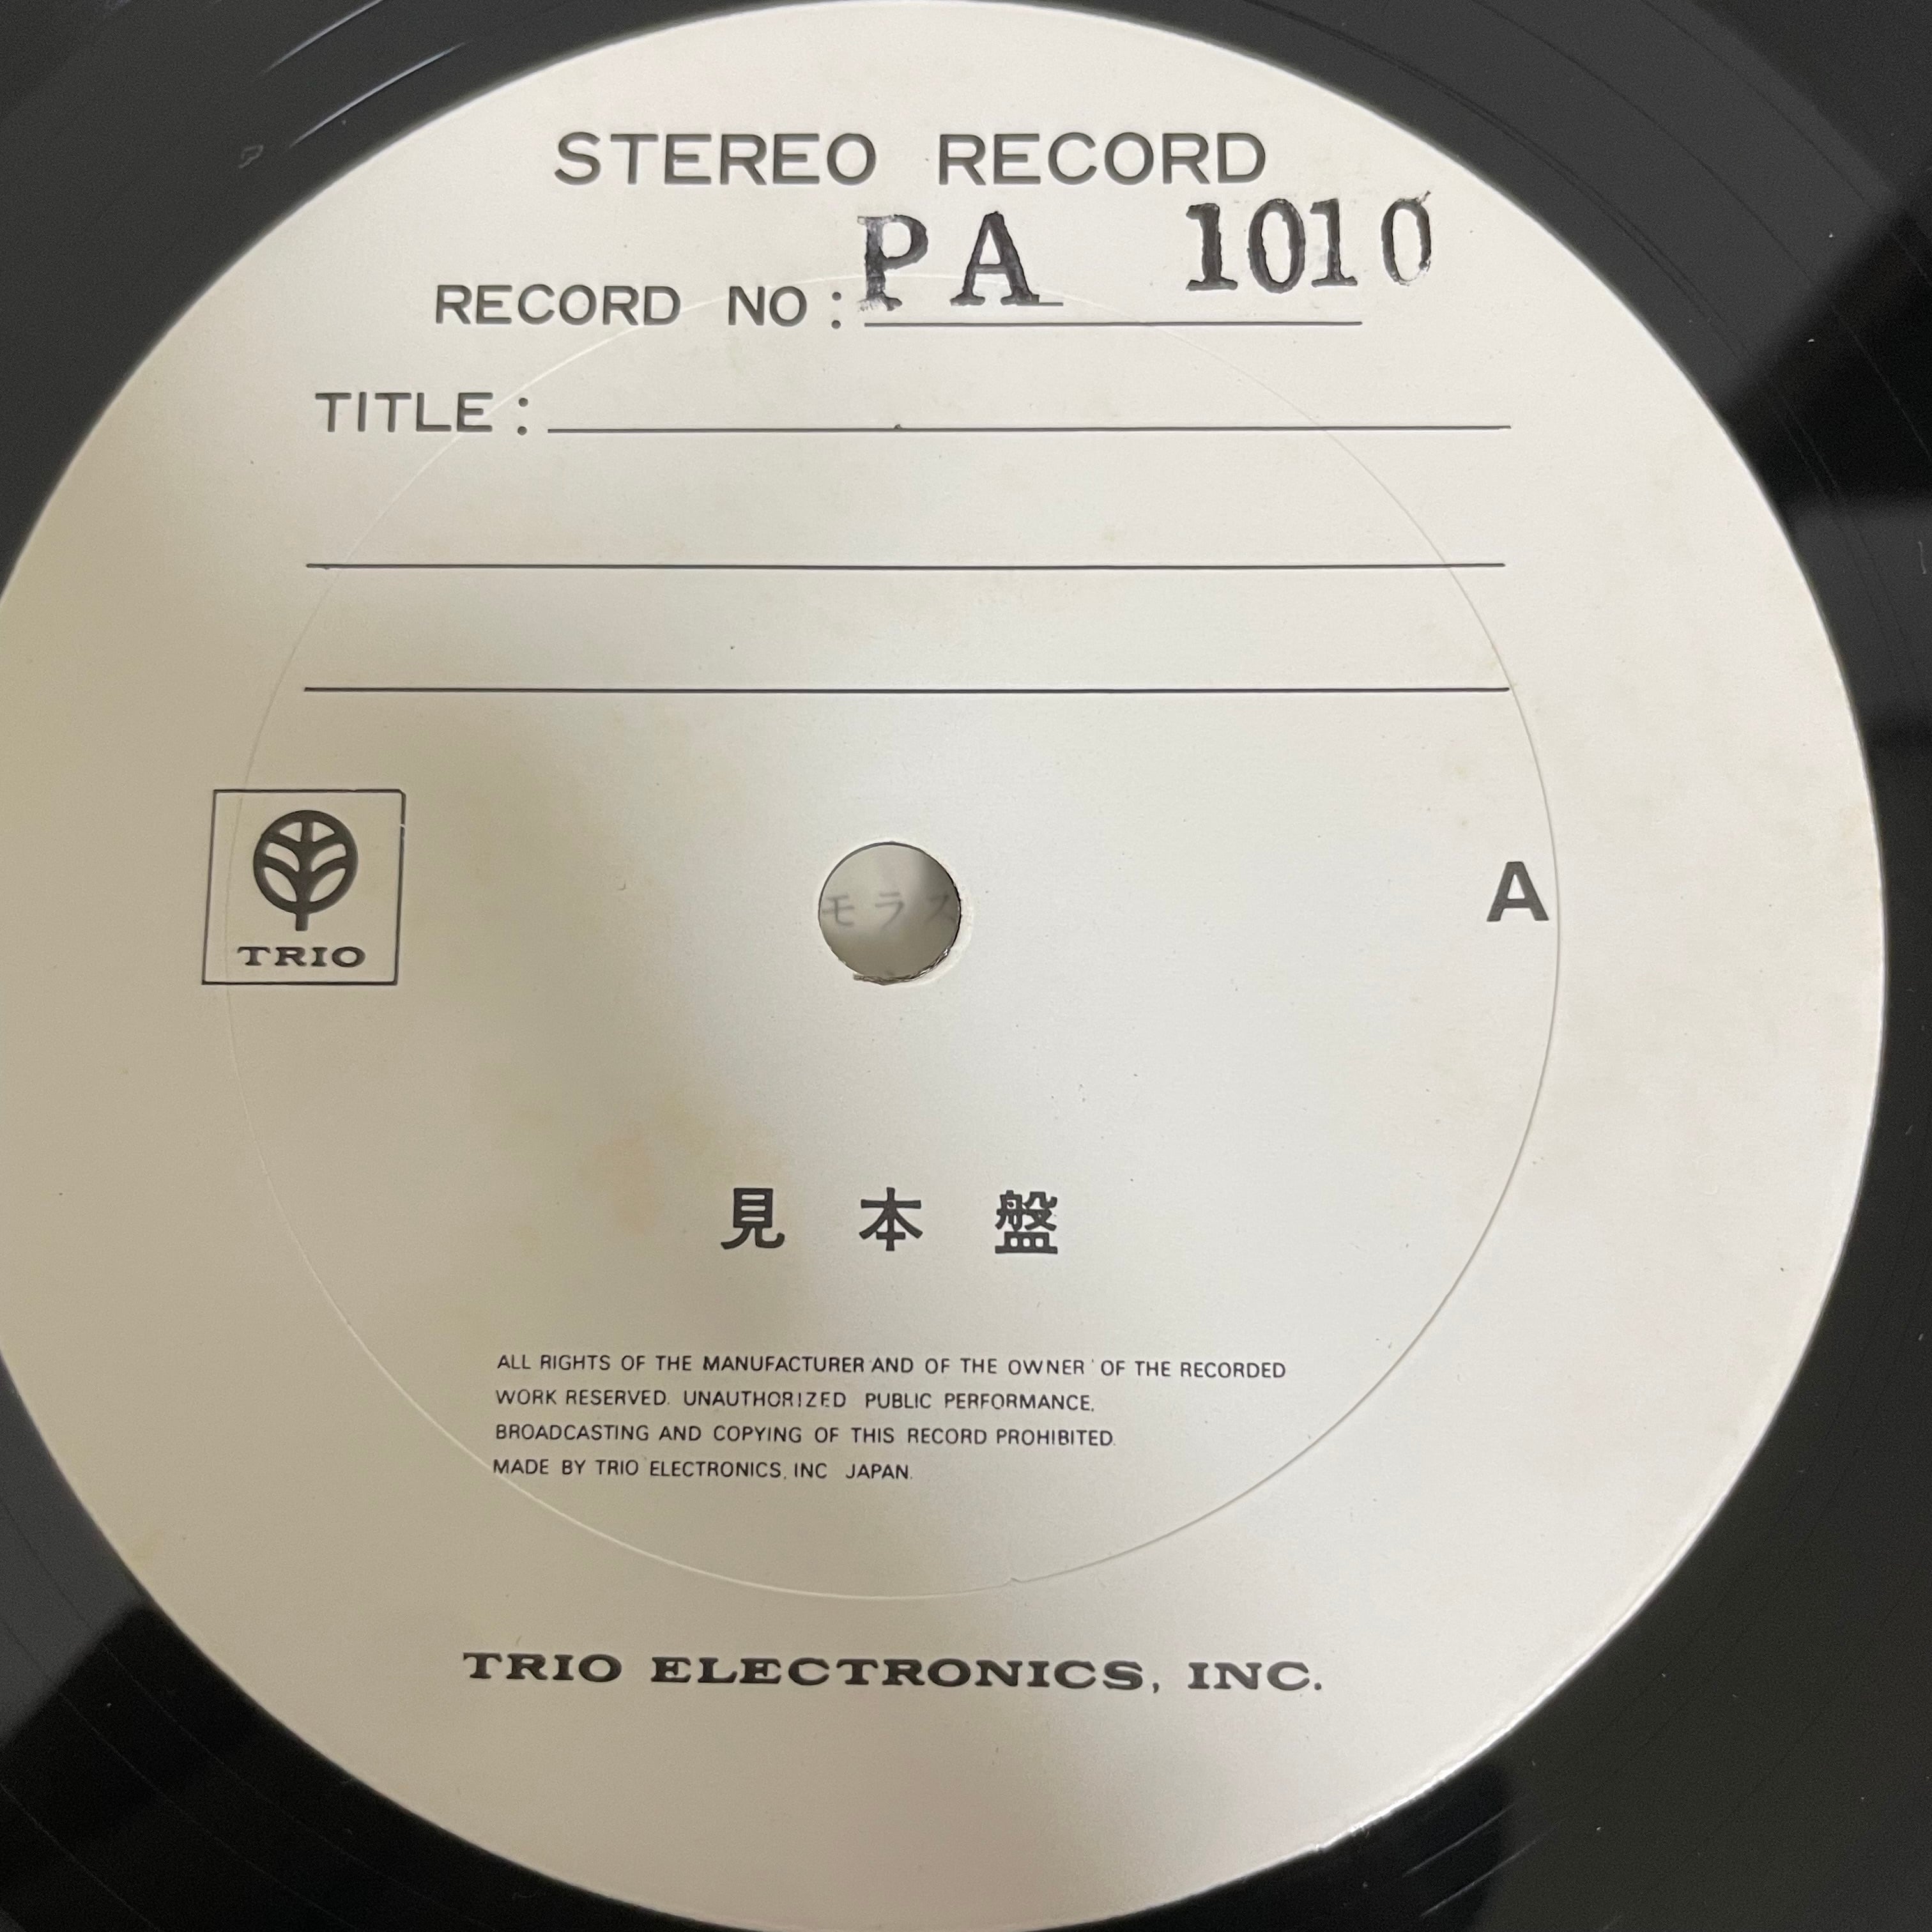 STEREO RECORD
RECORD NO: PA 1010
TITLE:
TRIO
モラス
A
見本盤
ALL RIGHTS OF THE MANUFACTURER AND OF THE OWNER OF THE RECORDED
WORK RESERVED. UNAUTHORIZED PUBLIC PERFORMANCE,
BROADCASTING AND COPYING OF THIS RECORD PROHIBITED.
MADE BY TRIO ELECTRONICS, INC JAPAN.
TRIO ELECTRONICS, INC.